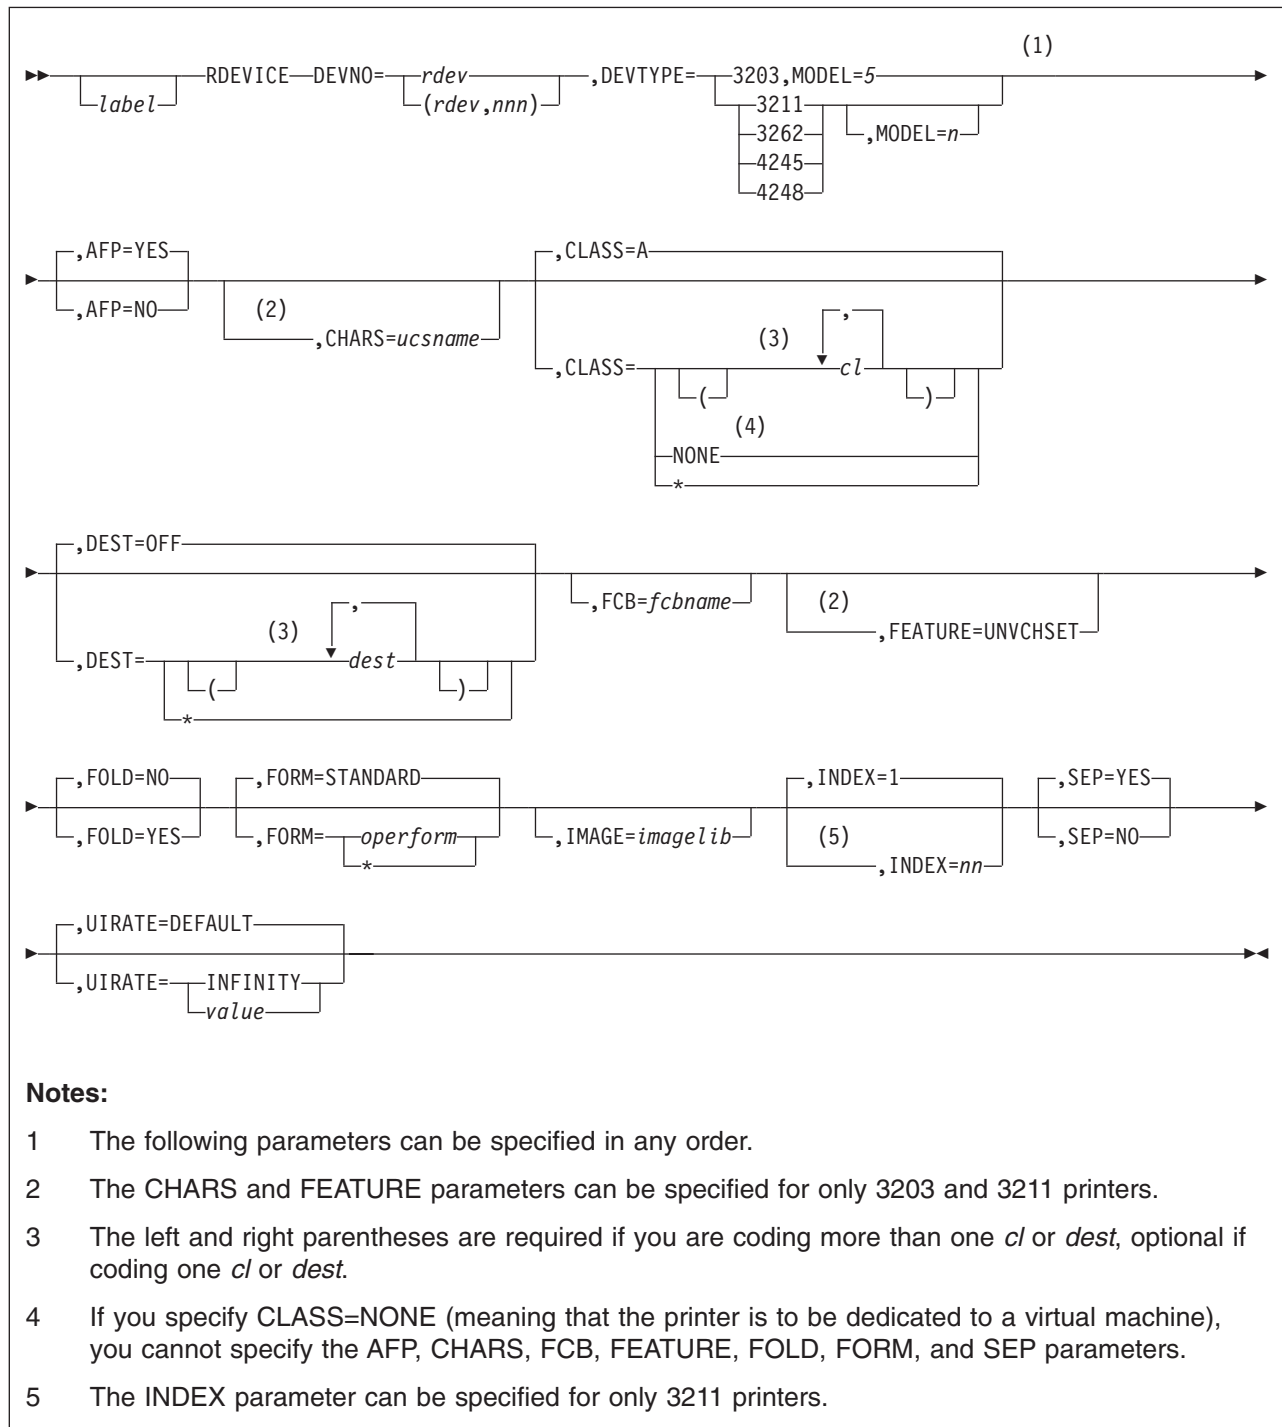 (1)
RDEVICE DEVNO= rdev ,DEVTYPE= 3203,MODEL=5
label (rdev,nnn) 3211
3262 ,MODEL=n
4245
4248
,AFP=YES ,CLASS=A
,AFP=NO (2)
,CHARS=ucsname (3) ,
,CLASS= ( cl )
(4)
NONE
*
,DEST=OFF
,FCB=fcbname (2)
,FEATURE=UNVCHSET
(3) ,
,DEST= ( dest )
*
,FOLD=NO ,FORM=STANDARD ,INDEX=1 ,SEP=YES
,FOLD=YES ,FORM= operform ,IMAGE=imagelib (5) ,SEP=NO
* ,INDEX=nn
,UIRATE=DEFAULT
,UIRATE= INFINITY
value
Notes:
1 The following parameters can be specified in any order.
2 The CHARS and FEATURE parameters can be specified for only 3203 and 3211 printers.
3 The left and right parentheses are required if you are coding more than one cl or dest, optional if
coding one cl or dest.
4 If you specify CLASS=NONE (meaning that the printer is to be dedicated to a virtual machine),
you cannot specify the AFP, CHARS, FCB, FEATURE, FOLD, FORM, and SEP parameters.
5 The INDEX parameter can be specified for only 3211 printers.